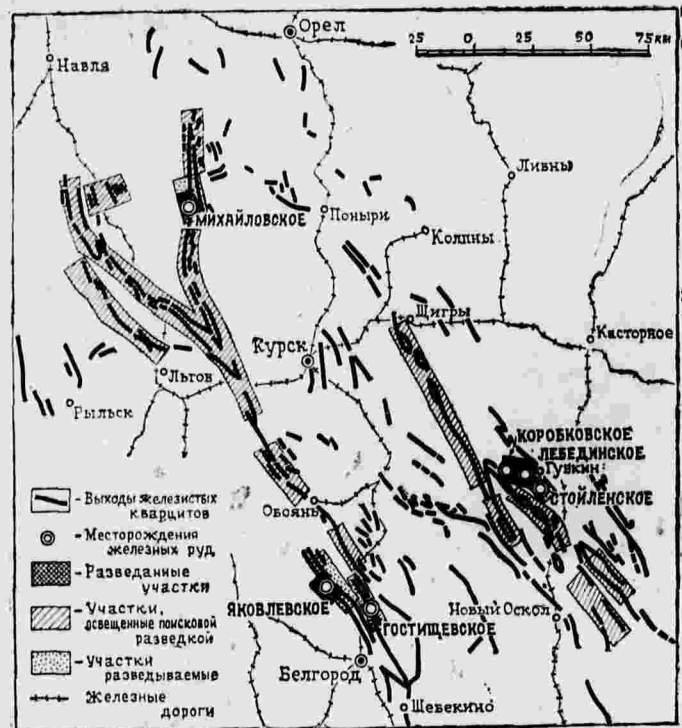 Орел
25 0 25 50 75 км
Навля
Ливны
МИХАЙЛОВСКОЕ
Поныри
Колпны
Щигры
Курск
Касторное
Льгов
Рыльск
КОРОБКОВСКОЕ
ЛЕБЕДИНСКОЕ
Губкин
СТОЙЛЕНСКОЕ
Обоянь
ЯКОВЛЕВСКОЕ
ГОСТИЩЕВСКОЕ
Новый Оскол
Белгород
Шебекино
- Выходы железистых
кварцитов
- Месторождения
железных руд
- Разведанные
участки
- Участки,
освещенные поисковой
разведкой
- Участки
разведываемые
- Железные
дороги